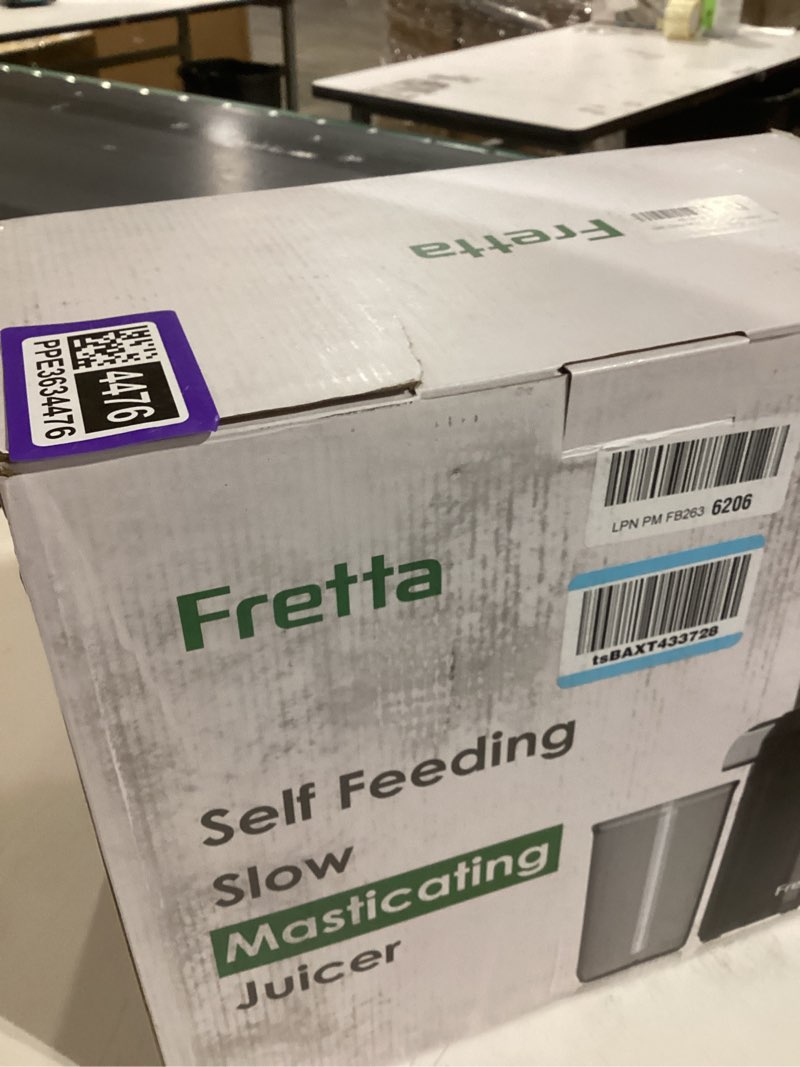 Fretta
4476
PPE3634476
LPN PM FB263 6206
tsBAXT433728
Fretta
Self Feeding
Slow
Masticating
Juicer